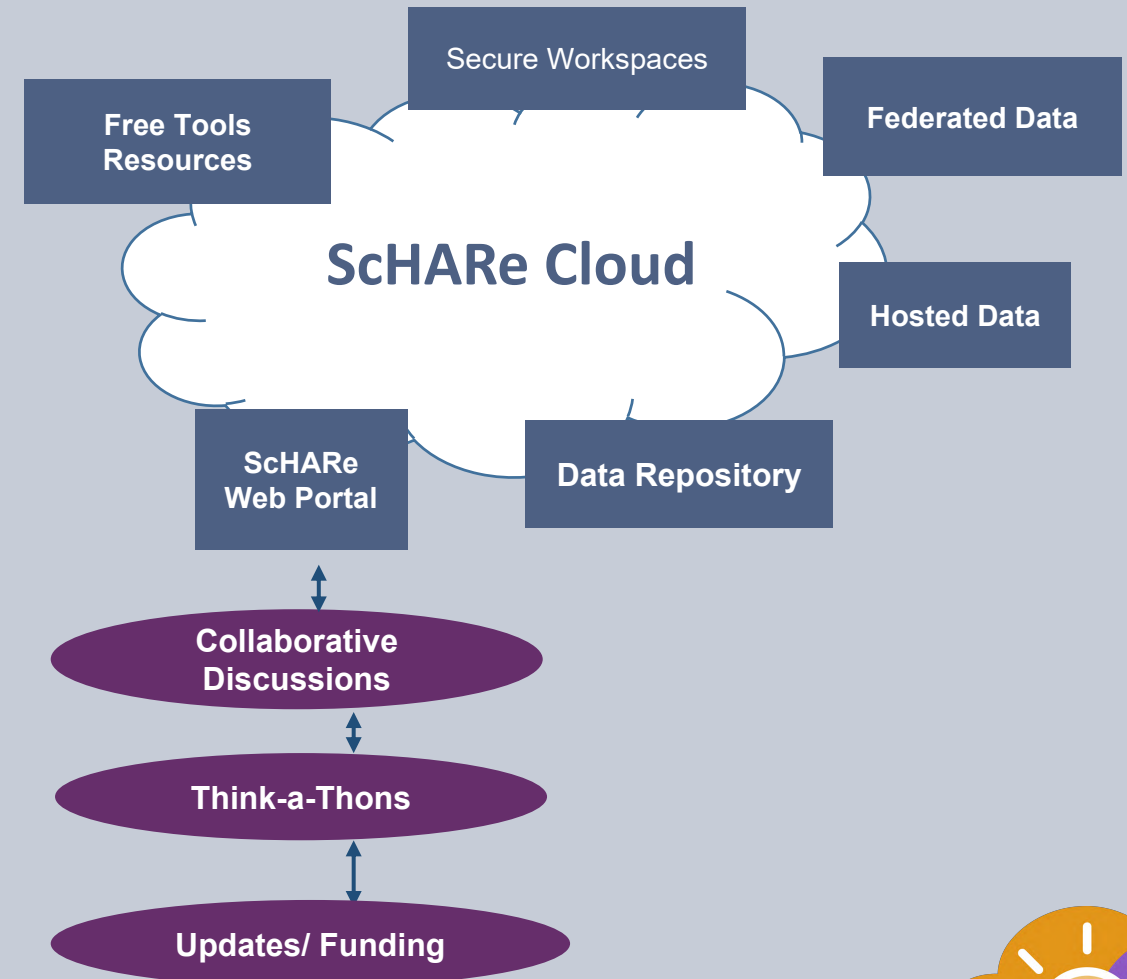 Secure Workspaces
Free Tools
Resources
Federated Data
ScHARe Cloud
Hosted Data
ScHARe
Web Portal
Data Repository
Collaborative
Discussions
Think-a-Thons
Updates/ Funding